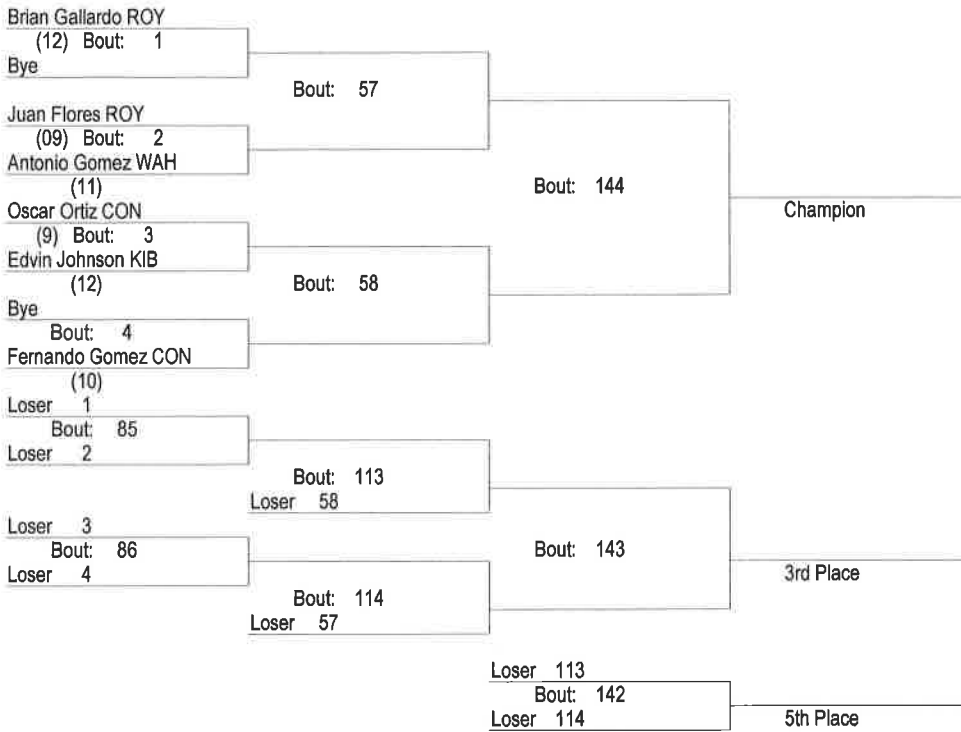 Brian Gallardo ROY
(12) Bout: 1
Bye
Bout: 57
Juan Flores ROY
(09) Bout: 2
Antonio Gomez WAH
(11)
Bout: 144
Oscar Ortiz CON
Champion
(9) Bout: 3
Edvin Johnson KIB
(12)
Bout: 58
Bye
Bout: 4
Fernando Gomez CON
(10)
Loser 1
Bout: 85
Loser 2
Bout: 113
Loser 58
Loser 3
Bout: 86
Bout: 143
Loser 4
3rd Place
Bout: 114
Loser 57
Loser 113
Bout: 142
Loser 114
5th Place